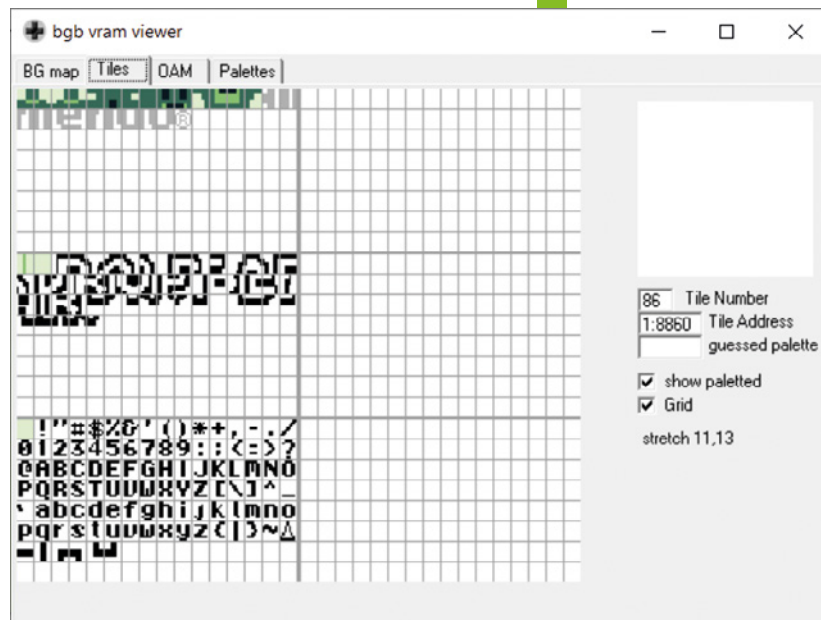 bgb vram viewer
BG map Tiles OAM Palettes
®
!"#$%&'()*+,-./
0123456789:;<=>?
@ABCDEFGHIJKLMNO
PQRSTUVWXYZ[\]^_
`abcdefghijklmno
pqrstuvwxyz{|}~
86 Tile Number
1:8860 Tile Address
guessed palette
show paletted
Grid
stretch 11,13